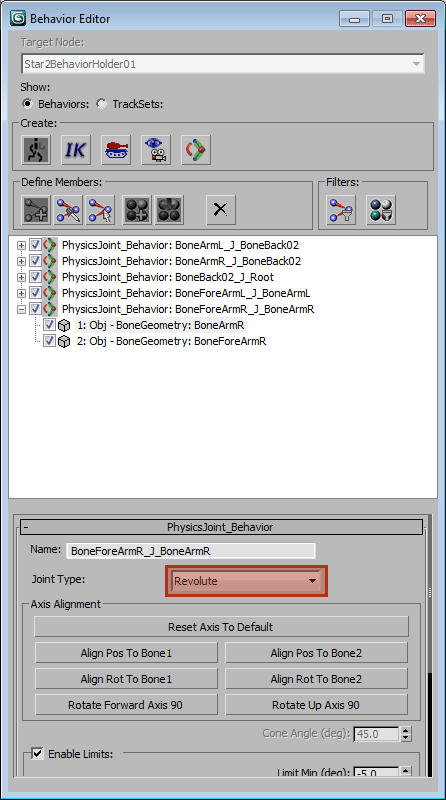 Behavior Editor
Target Node:
Star2BehaviorHolder01
Show:
Behaviors: TrackSets:
Create:
IK
Define Members: Filters:
PhysicsJoint_Behavior: BoneArmL_J_BoneBack02
PhysicsJoint_Behavior: BoneArmR_J_BoneBack02
PhysicsJoint_Behavior: BoneBack02_J_Root
PhysicsJoint_Behavior: BoneForeArmL_J_BoneArmL
PhysicsJoint_Behavior: BoneForeArmR_J_BoneArmR
1: Obj - BoneGeometry: BoneArmR
2: Obj - BoneGeometry: BoneForeArmR
- PhysicsJoint_Behavior
Name: BoneForeArmR_J_BoneArmR
Joint Type: Revolute
Axis Alignment
Reset Axis To Default
Align Pos To Bone1 Align Pos To Bone2
Align Rot To Bone1 Align Rot To Bone2
Rotate Forward Axis 90 Rotate Up Axis 90
Cone Angle (deg): 45.0
Enable Limits:
Limit Min (deg): -5.0